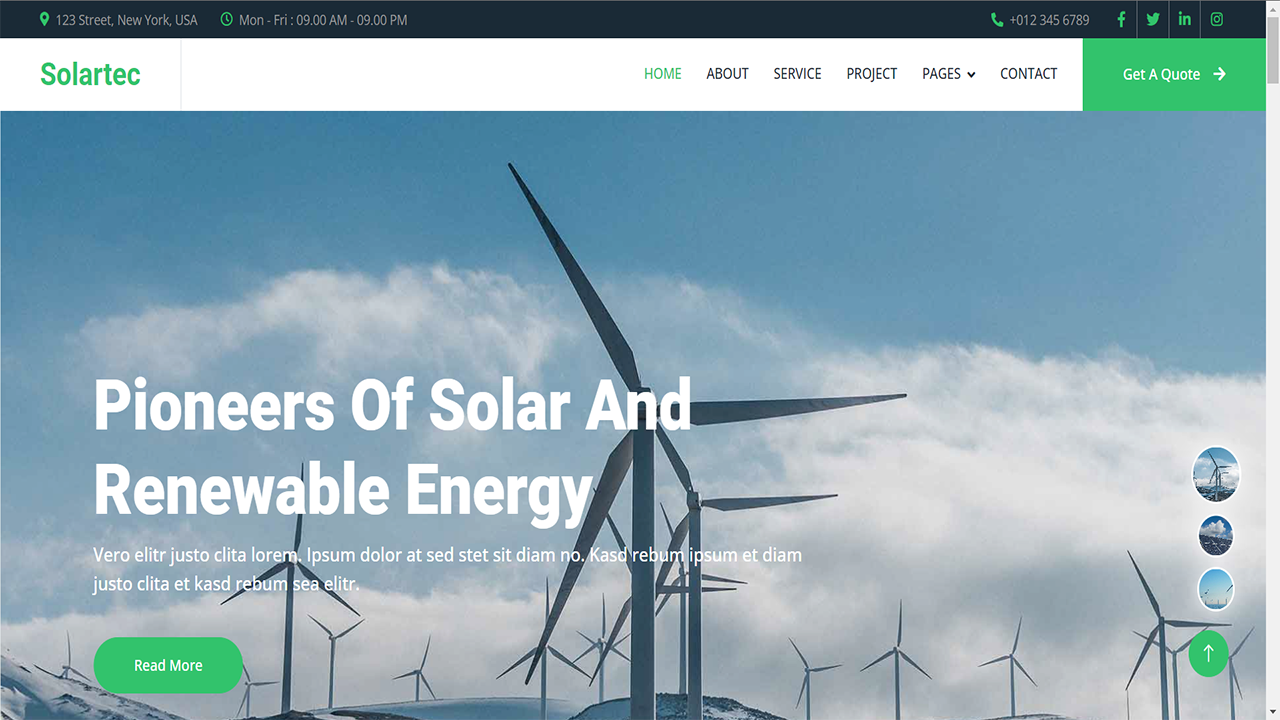 123 Street, New York, USA Mon - Fri : 09.00 AM - 09.00 PM +012 345 6789
Solartec HOME ABOUT SERVICE PROJECT PAGES CONTACT Get A Quote
Pioneers Of Solar And
Renewable Energy
Vero elitr justo clita lorem. Ipsum dolor at sed stet sit diam no. Kasd rebum ipsum et diam
justo clita et kasd rebum sea elitr.
Read More